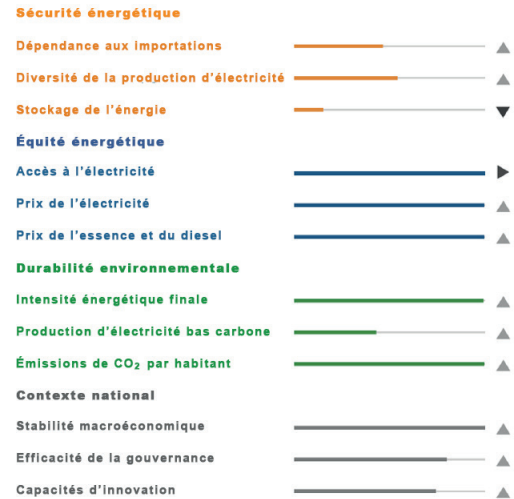 Sécurité énergétique
Dépendance aux importations
Diversité de la production d'électricité
Stockage de l'énergie
Équité énergétique
Accès à l'électricité
Prix de l'électricité
Prix de l'essence et du diesel
Durabilité environnementale
Intensité énergétique finale
Production d'électricité bas carbone
Émissions de CO₂ par habitant
Contexte national
Stabilité macroéconomique
Efficacité de la gouvernance
Capacités d'innovation